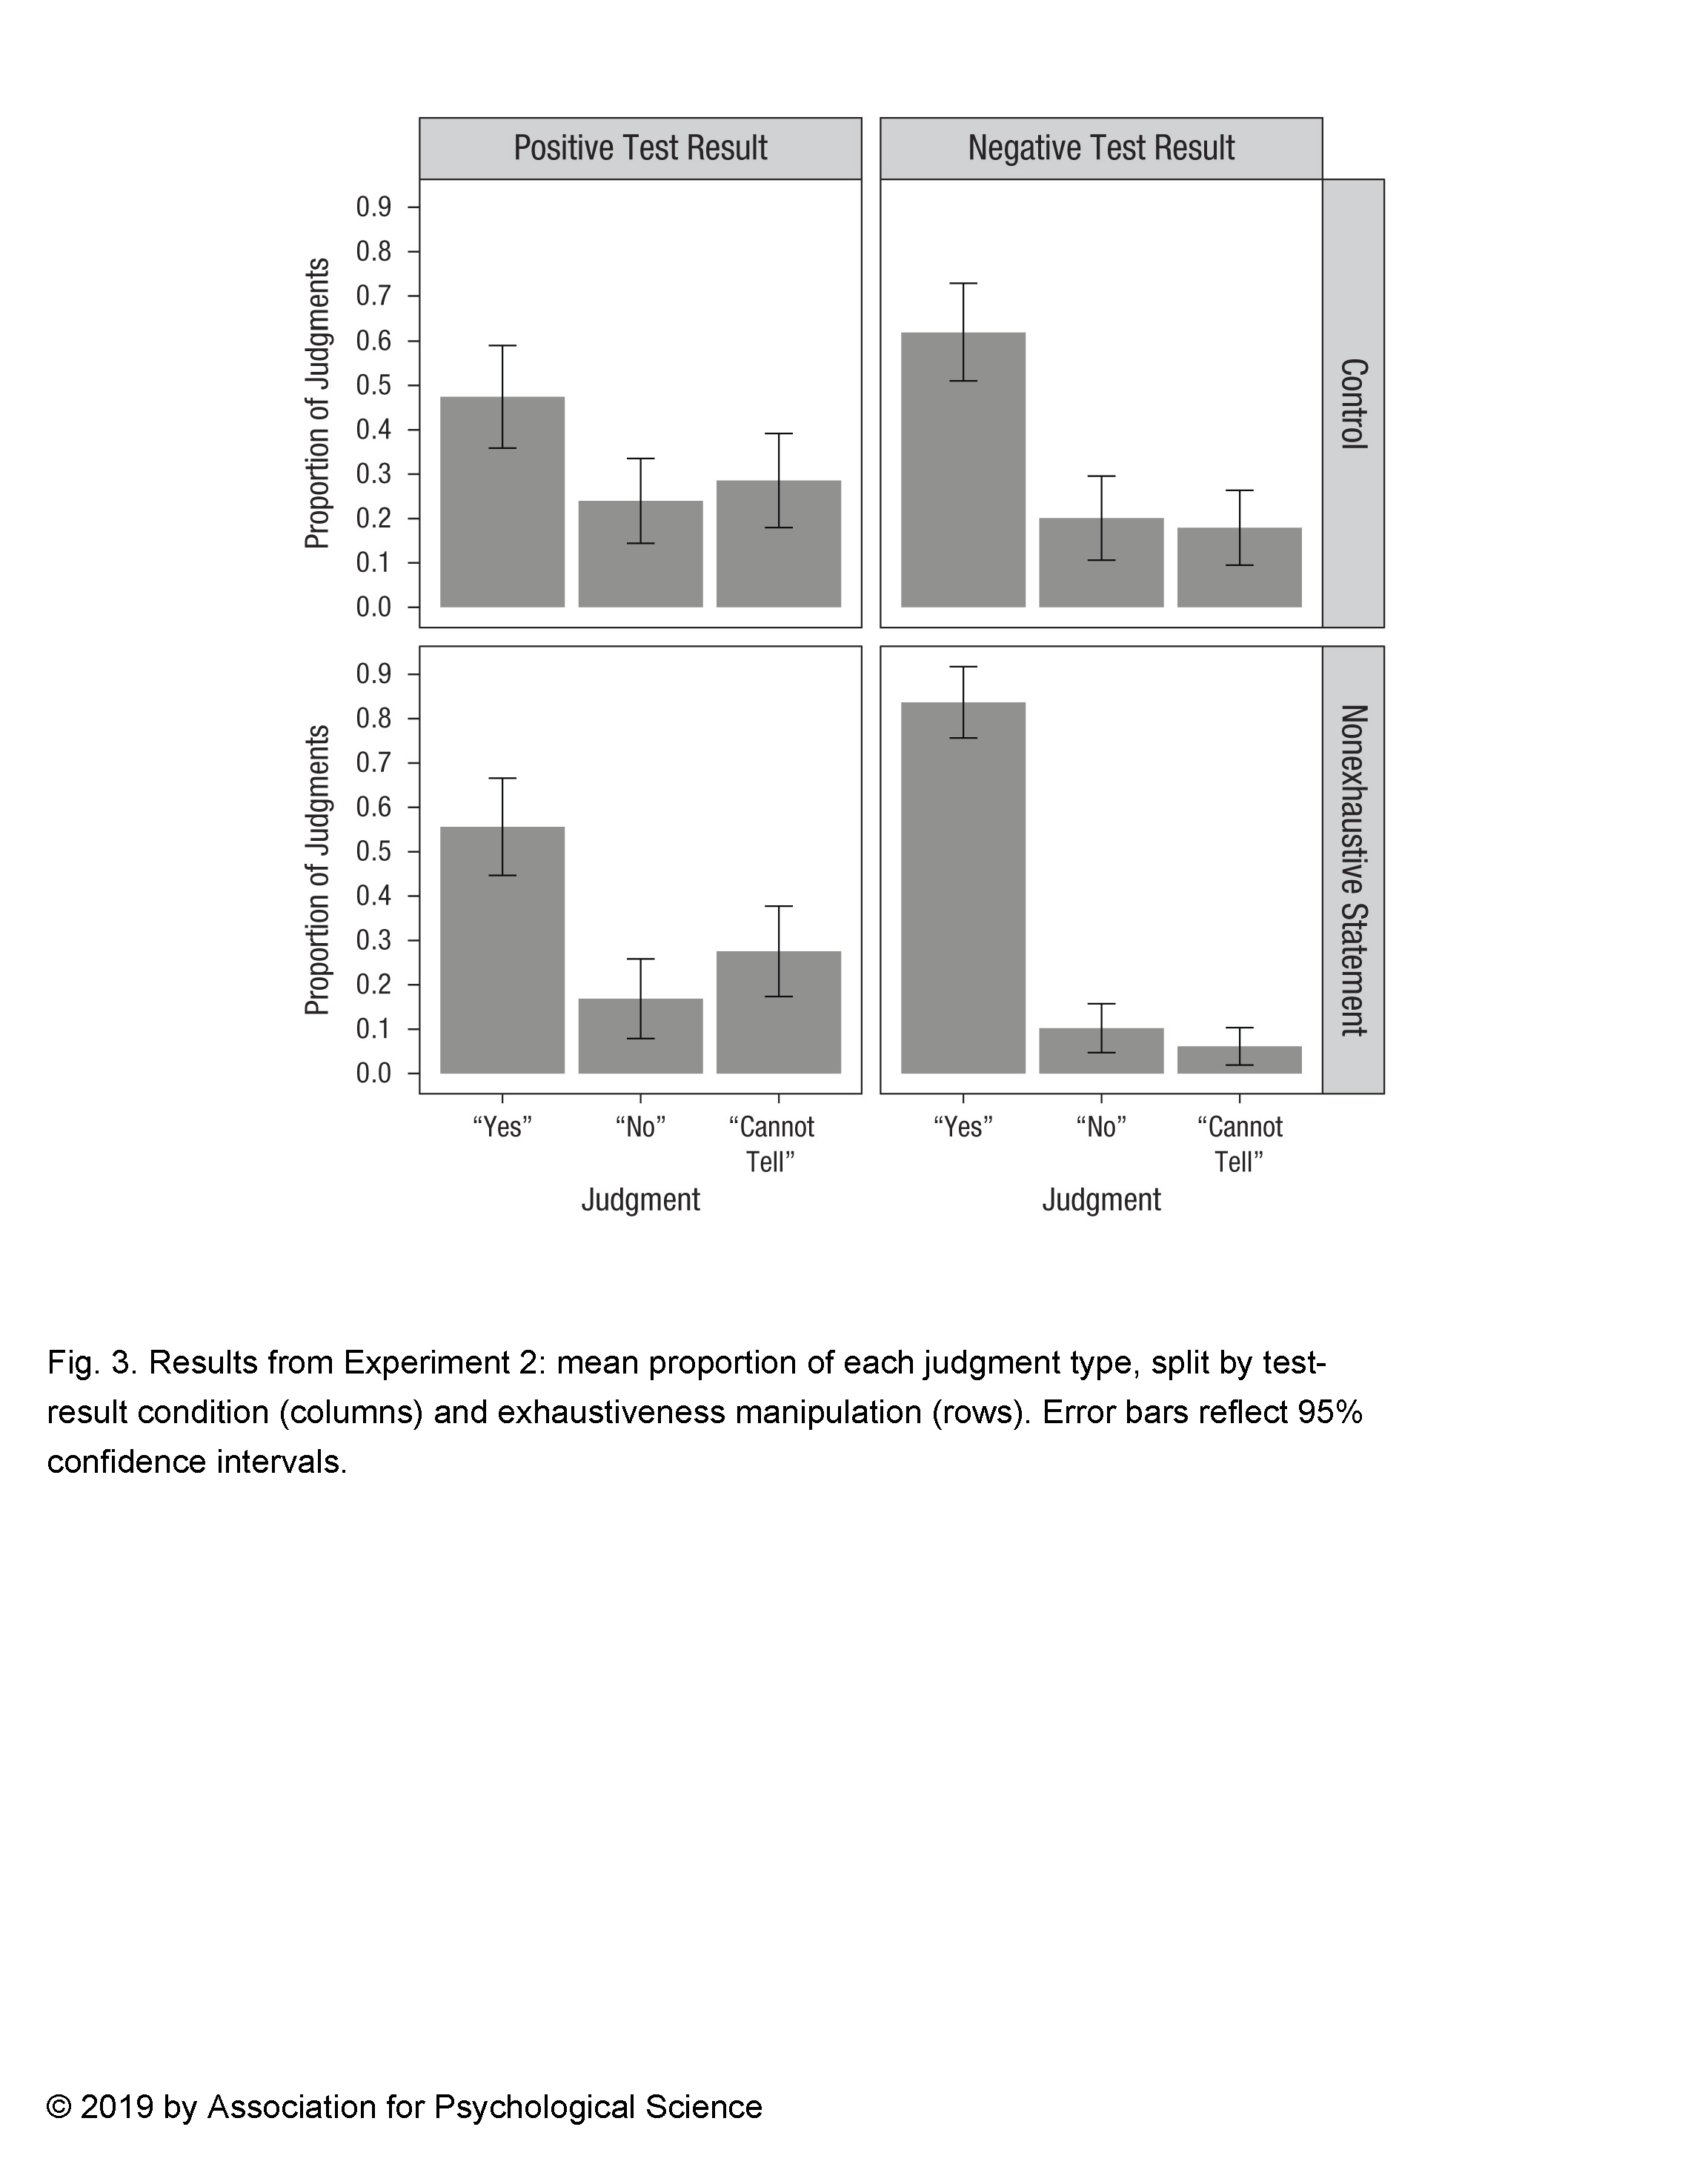 Positive Test Result
Negative Test Result
Control
Proportion of Judgments
0.9
0.8
0.7
0.6
0.5
0.4
0.3
0.2
0.1
0.0
Nonexhaustive Statement
Proportion of Judgments
0.9
0.8
0.7
0.6
0.5
0.4
0.3
0.2
0.1
0.0
“Yes”
“No”
“Cannot
Tell”
“Yes”
“No”
“Cannot
Tell”
Judgment
Judgment
Fig. 3. Results from Experiment 2: mean proportion of each judgment type, split by test-
result condition (columns) and exhaustiveness manipulation (rows). Error bars reflect 95%
confidence intervals.
© 2019 by Association for Psychological Science